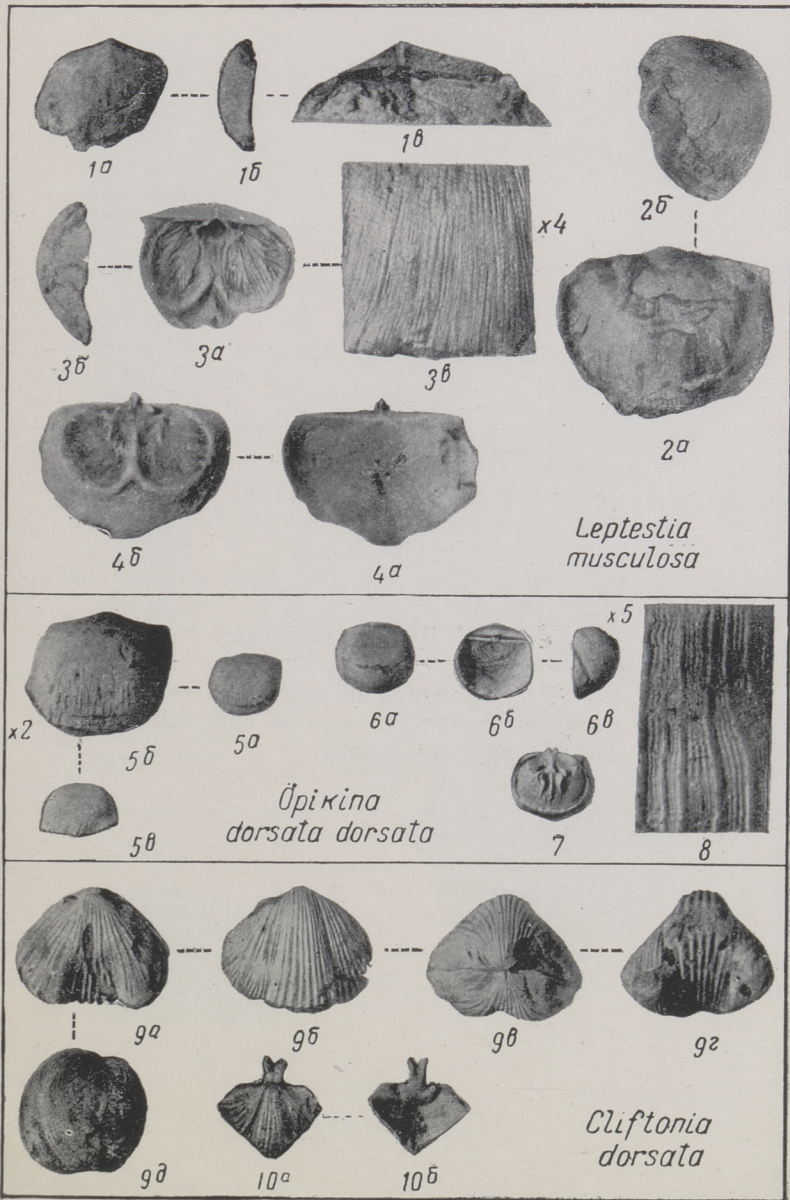 1а
1б
1в
2б
3б
3а
х4
3в
2а
4б
4а
Leptestia
musculosa
х5
х2
5б
5а
6а
6б
6в
5в
Öpikina
dorsata dorsata
7
8
9а
9б
9в
9г
9д
10а
10б
Cliftonia
dorsata